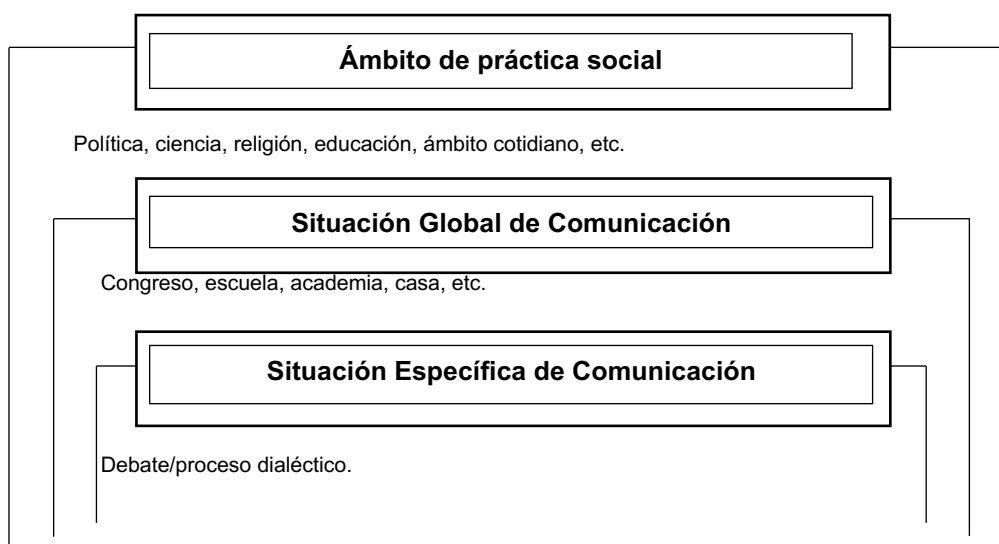 Ámbito de práctica social
Política, ciencia, religión, educación, ámbito cotidiano, etc.
Situación Global de Comunicación
Congreso, escuela, academia, casa, etc.
Situación Específica de Comunicación
Debate/proceso dialéctico.